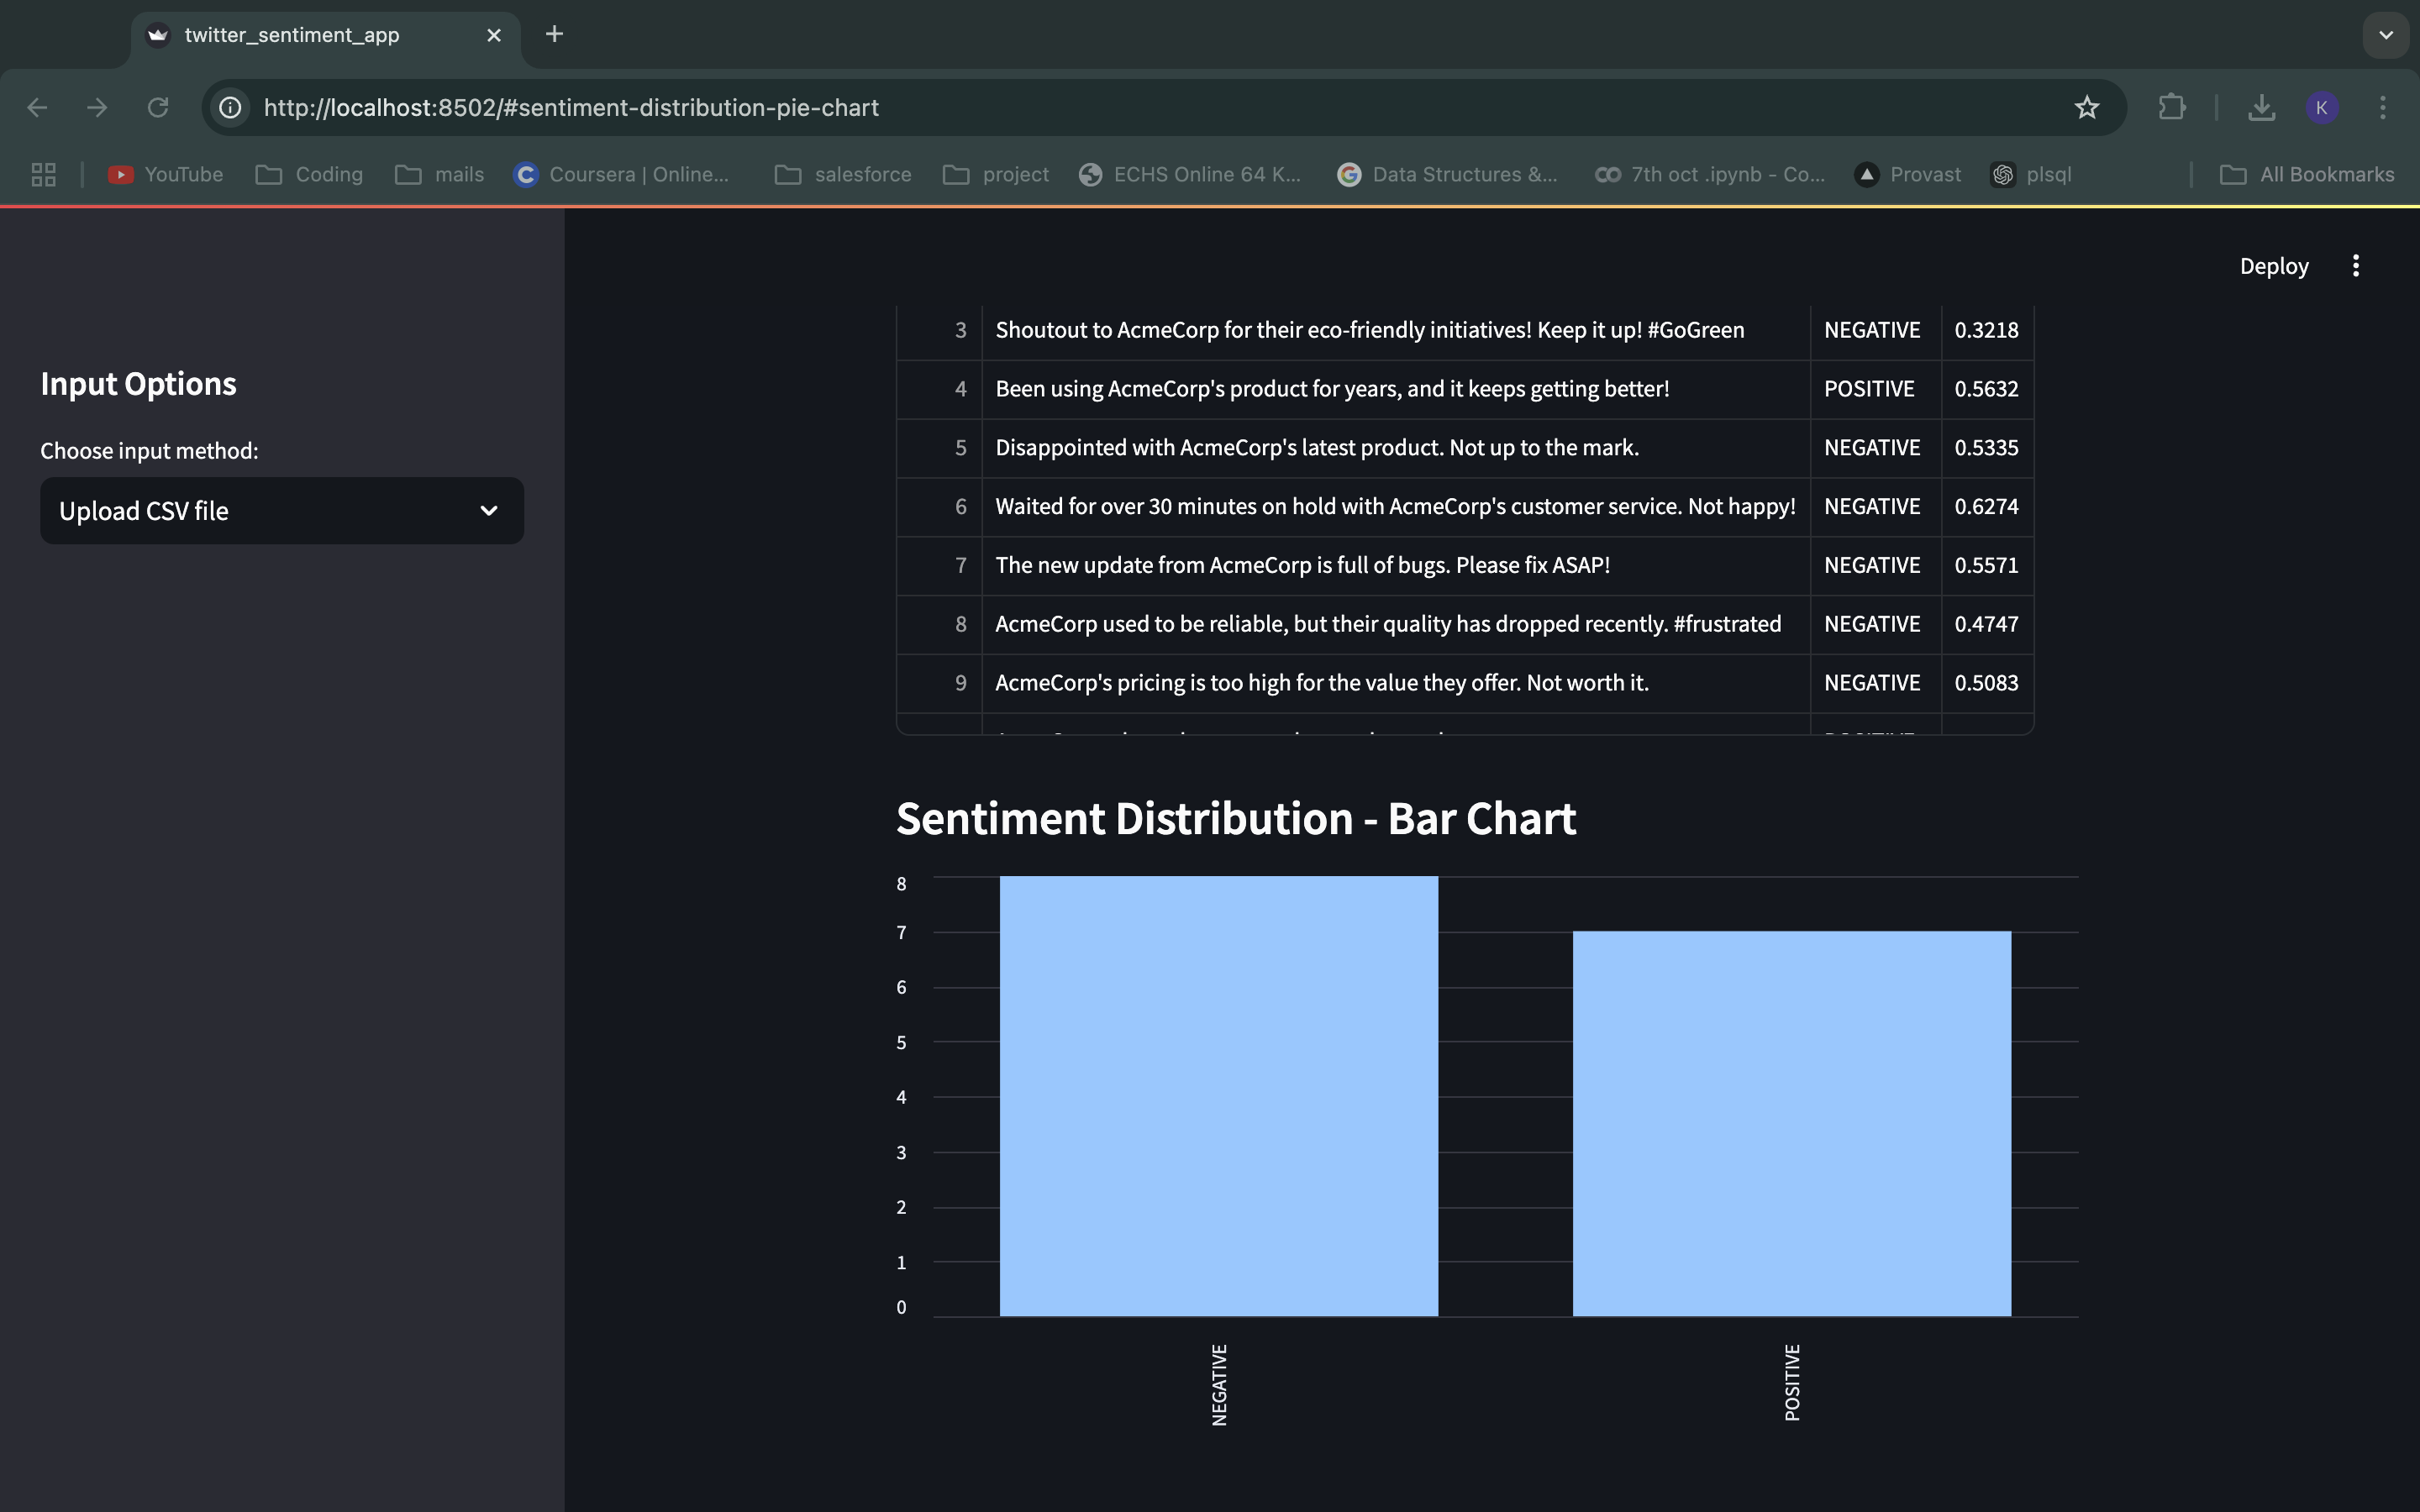 twitter_sentiment_app
http://localhost:8502/#sentiment-distribution-pie-chart
K
YouTube Coding mails Coursera | Online... salesforce project ECHS Online 64 K... Data Structures &... 7th oct .ipynb - Co... Provast plsql All Bookmarks
Deploy
Input Options
Choose input method:
Upload CSV file
3 Shoutout to AcmeCorp for their eco-friendly initiatives! Keep it up! #GoGreen NEGATIVE 0.3218
4 Been using AcmeCorp's product for years, and it keeps getting better! POSITIVE 0.5632
5 Disappointed with AcmeCorp's latest product. Not up to the mark. NEGATIVE 0.5335
6 Waited for over 30 minutes on hold with AcmeCorp's customer service. Not happy! NEGATIVE 0.6274
7 The new update from AcmeCorp is full of bugs. Please fix ASAP! NEGATIVE 0.5571
8 AcmeCorp used to be reliable, but their quality has dropped recently. #frustrated NEGATIVE 0.4747
9 AcmeCorp's pricing is too high for the value they offer. Not worth it. NEGATIVE 0.5083
Sentiment Distribution - Bar Chart
8
7
6
5
4
3
2
1
0
NEGATIVE
POSITIVE